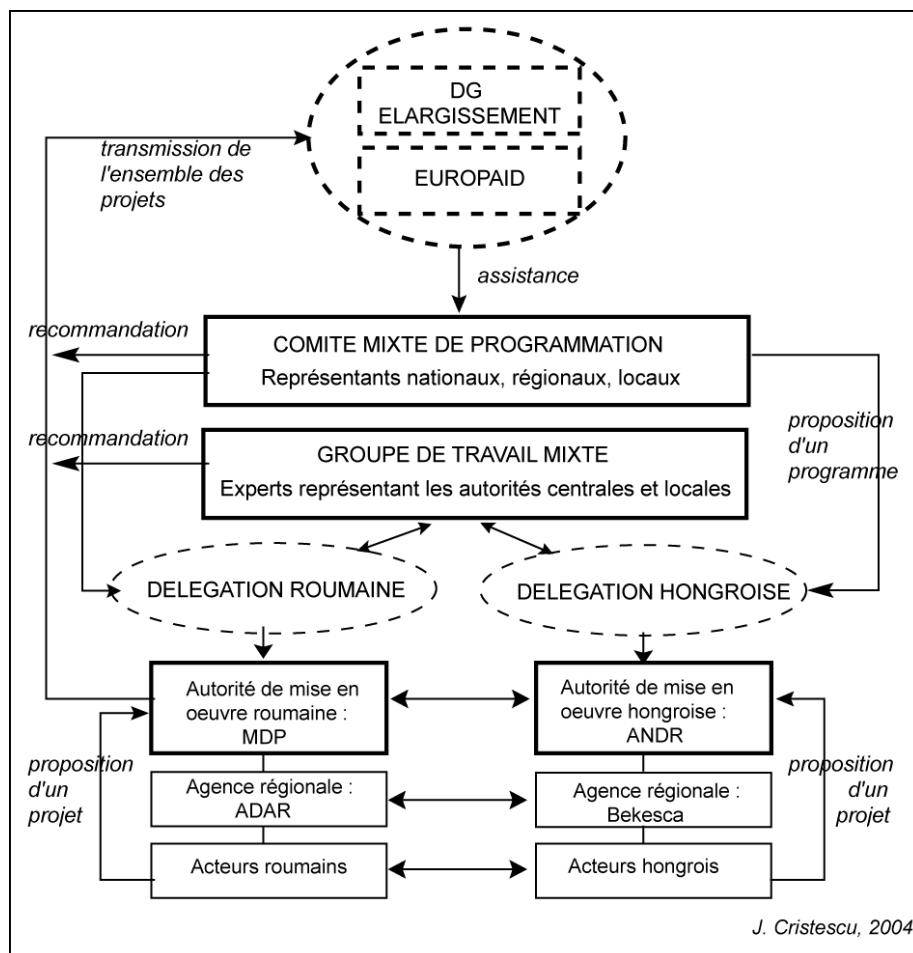 DG
ELARGISSEMENT
EUROPAID
transmission de
l'ensemble des
projets
assistance
recommandation
COMITE MIXTE DE PROGRAMMATION
Représentants nationaux, régionaux, locaux
proposition
d'un
programme
recommandation
GROUPE DE TRAVAIL MIXTE
Experts représentant les autorités centrales et locales
DELEGATION ROUMAINE
DELEGATION HONGROISE
Autorité de mise en
oeuvre roumaine :
MDP
Autorité de mise en
oeuvre hongroise :
ANDR
proposition
d'un
projet
Agence régionale :
ADAR
Agence régionale :
Bekesca
proposition
d'un
projet
Acteurs roumains
Acteurs hongrois
J. Cristescu, 2004